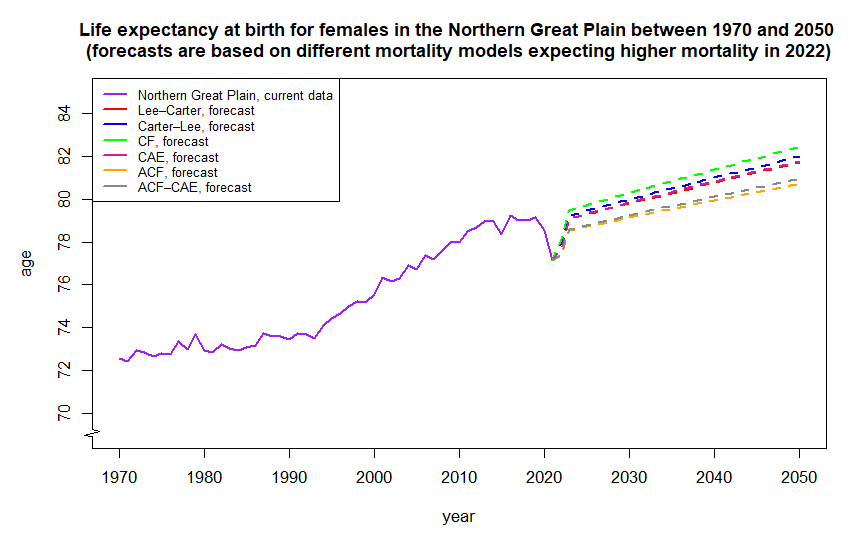 Life expectancy at birth for females in the Northern Great Plain between 1970 and 2050
(forecasts are based on different mortality models expecting higher mortality in 2022)
Northern Great Plain, current data
Lee–Carter, forecast
Carter–Lee, forecast
CF, forecast
CAE, forecast
ACF, forecast
ACF–CAE, forecast
84
82
80
78
76
74
72
70
age
1970 1980 1990 2000 2010 2020 2030 2040 2050
year